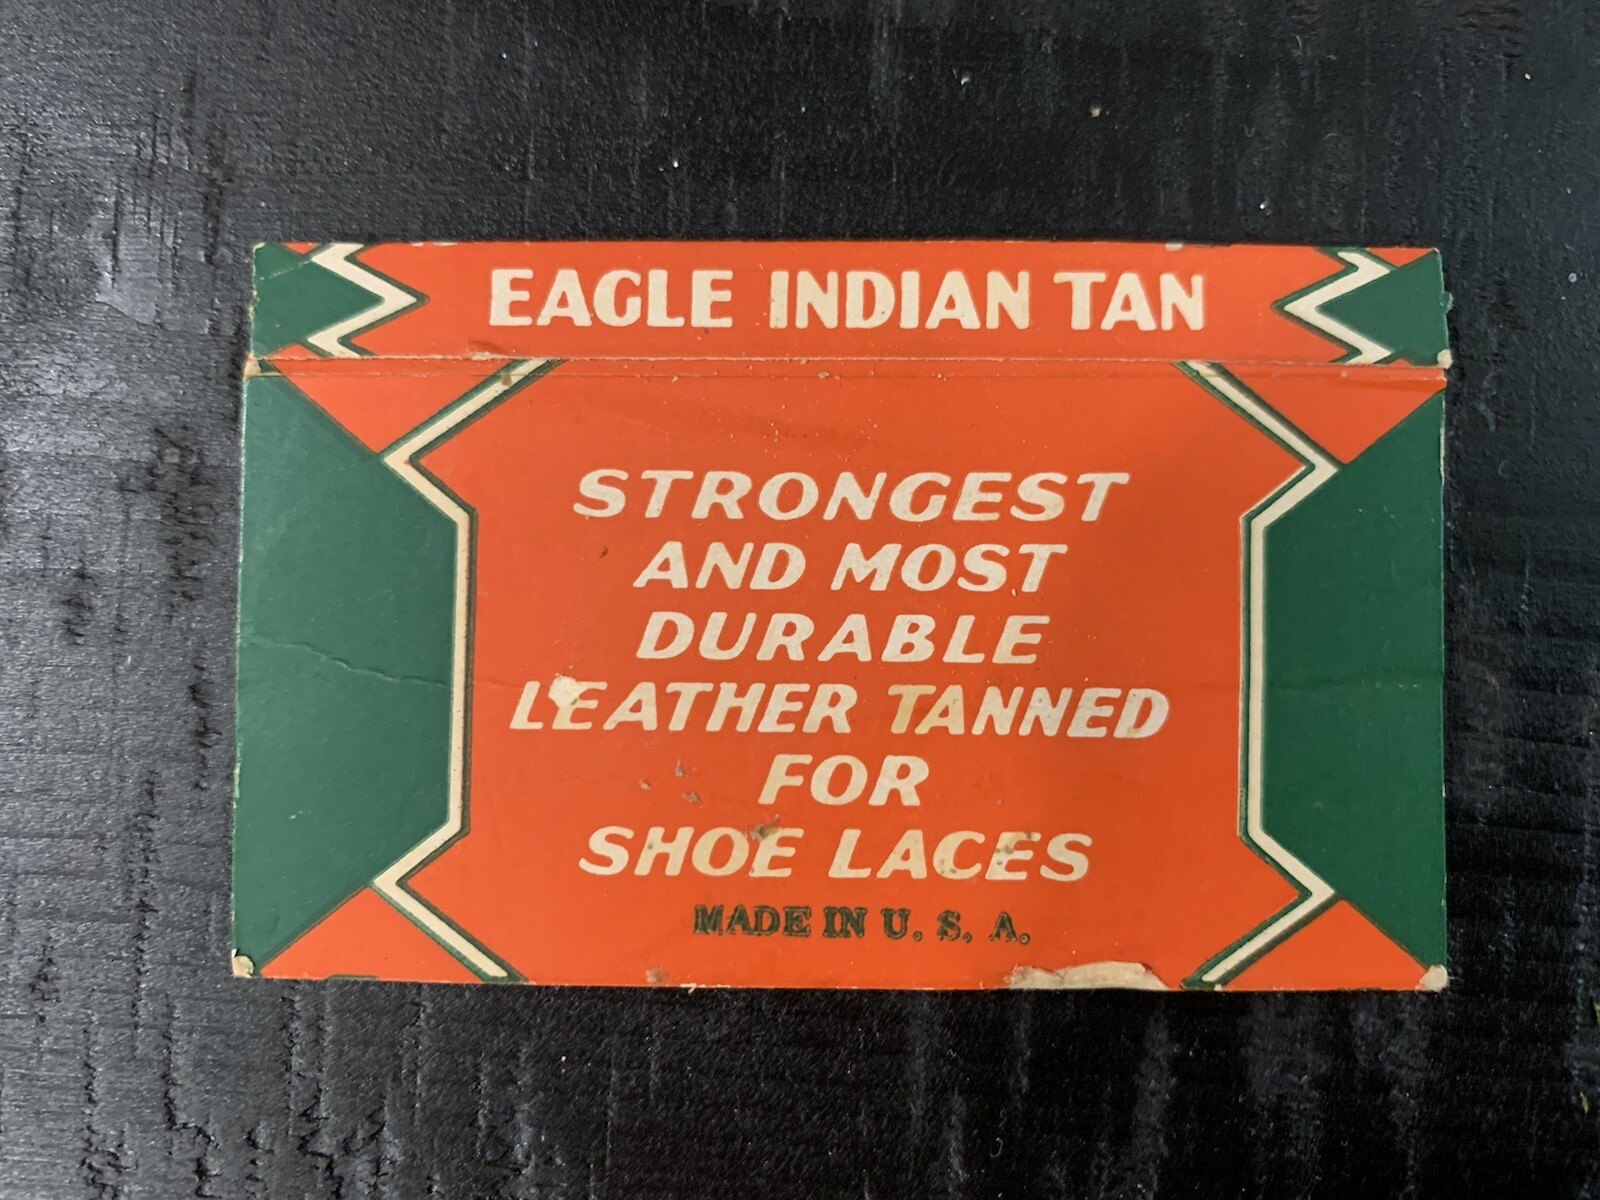 EAGLE INDIAN TAN
STRONGEST
AND MOST
DURABLE
LEATHER TANNED
FOR
SHOE LACES
MADE IN U. S. A.